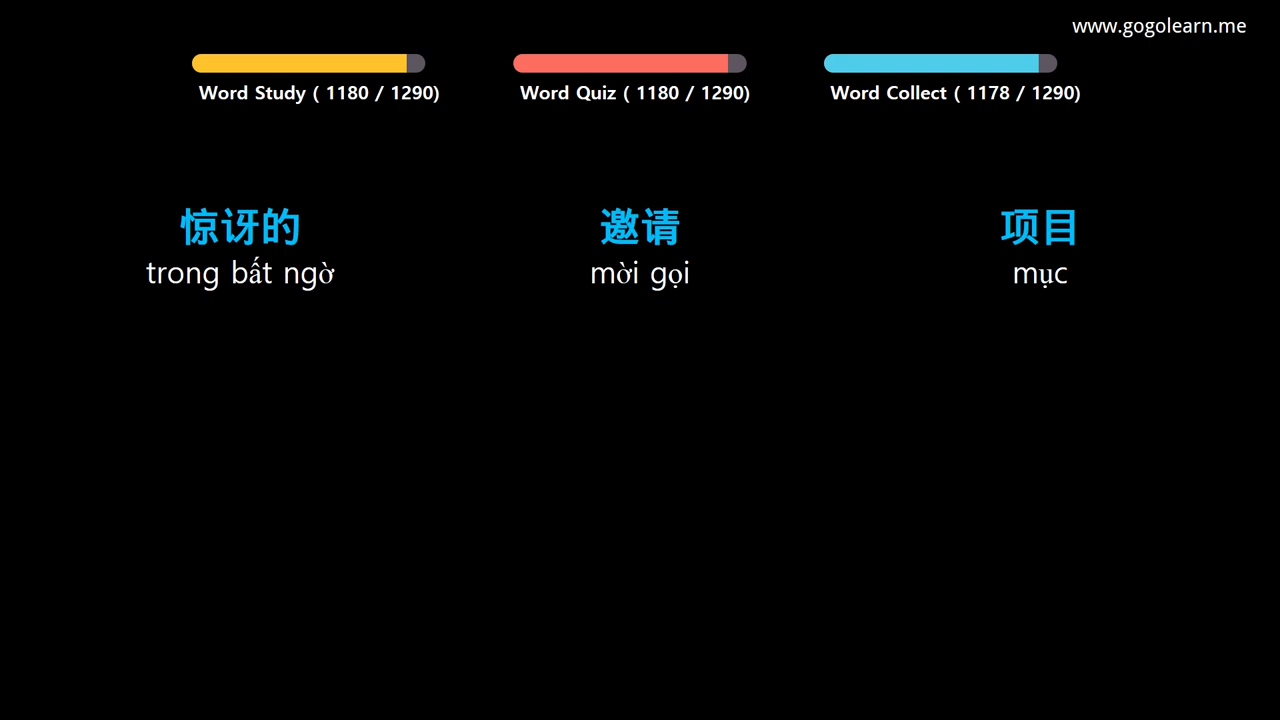 www.gogolearn.me
Word Study ( 1180 / 1290)
Word Quiz ( 1180 / 1290)
Word Collect ( 1178 / 1290)
惊讶的
trong bất ngờ
邀请
mời gọi
项目
mục